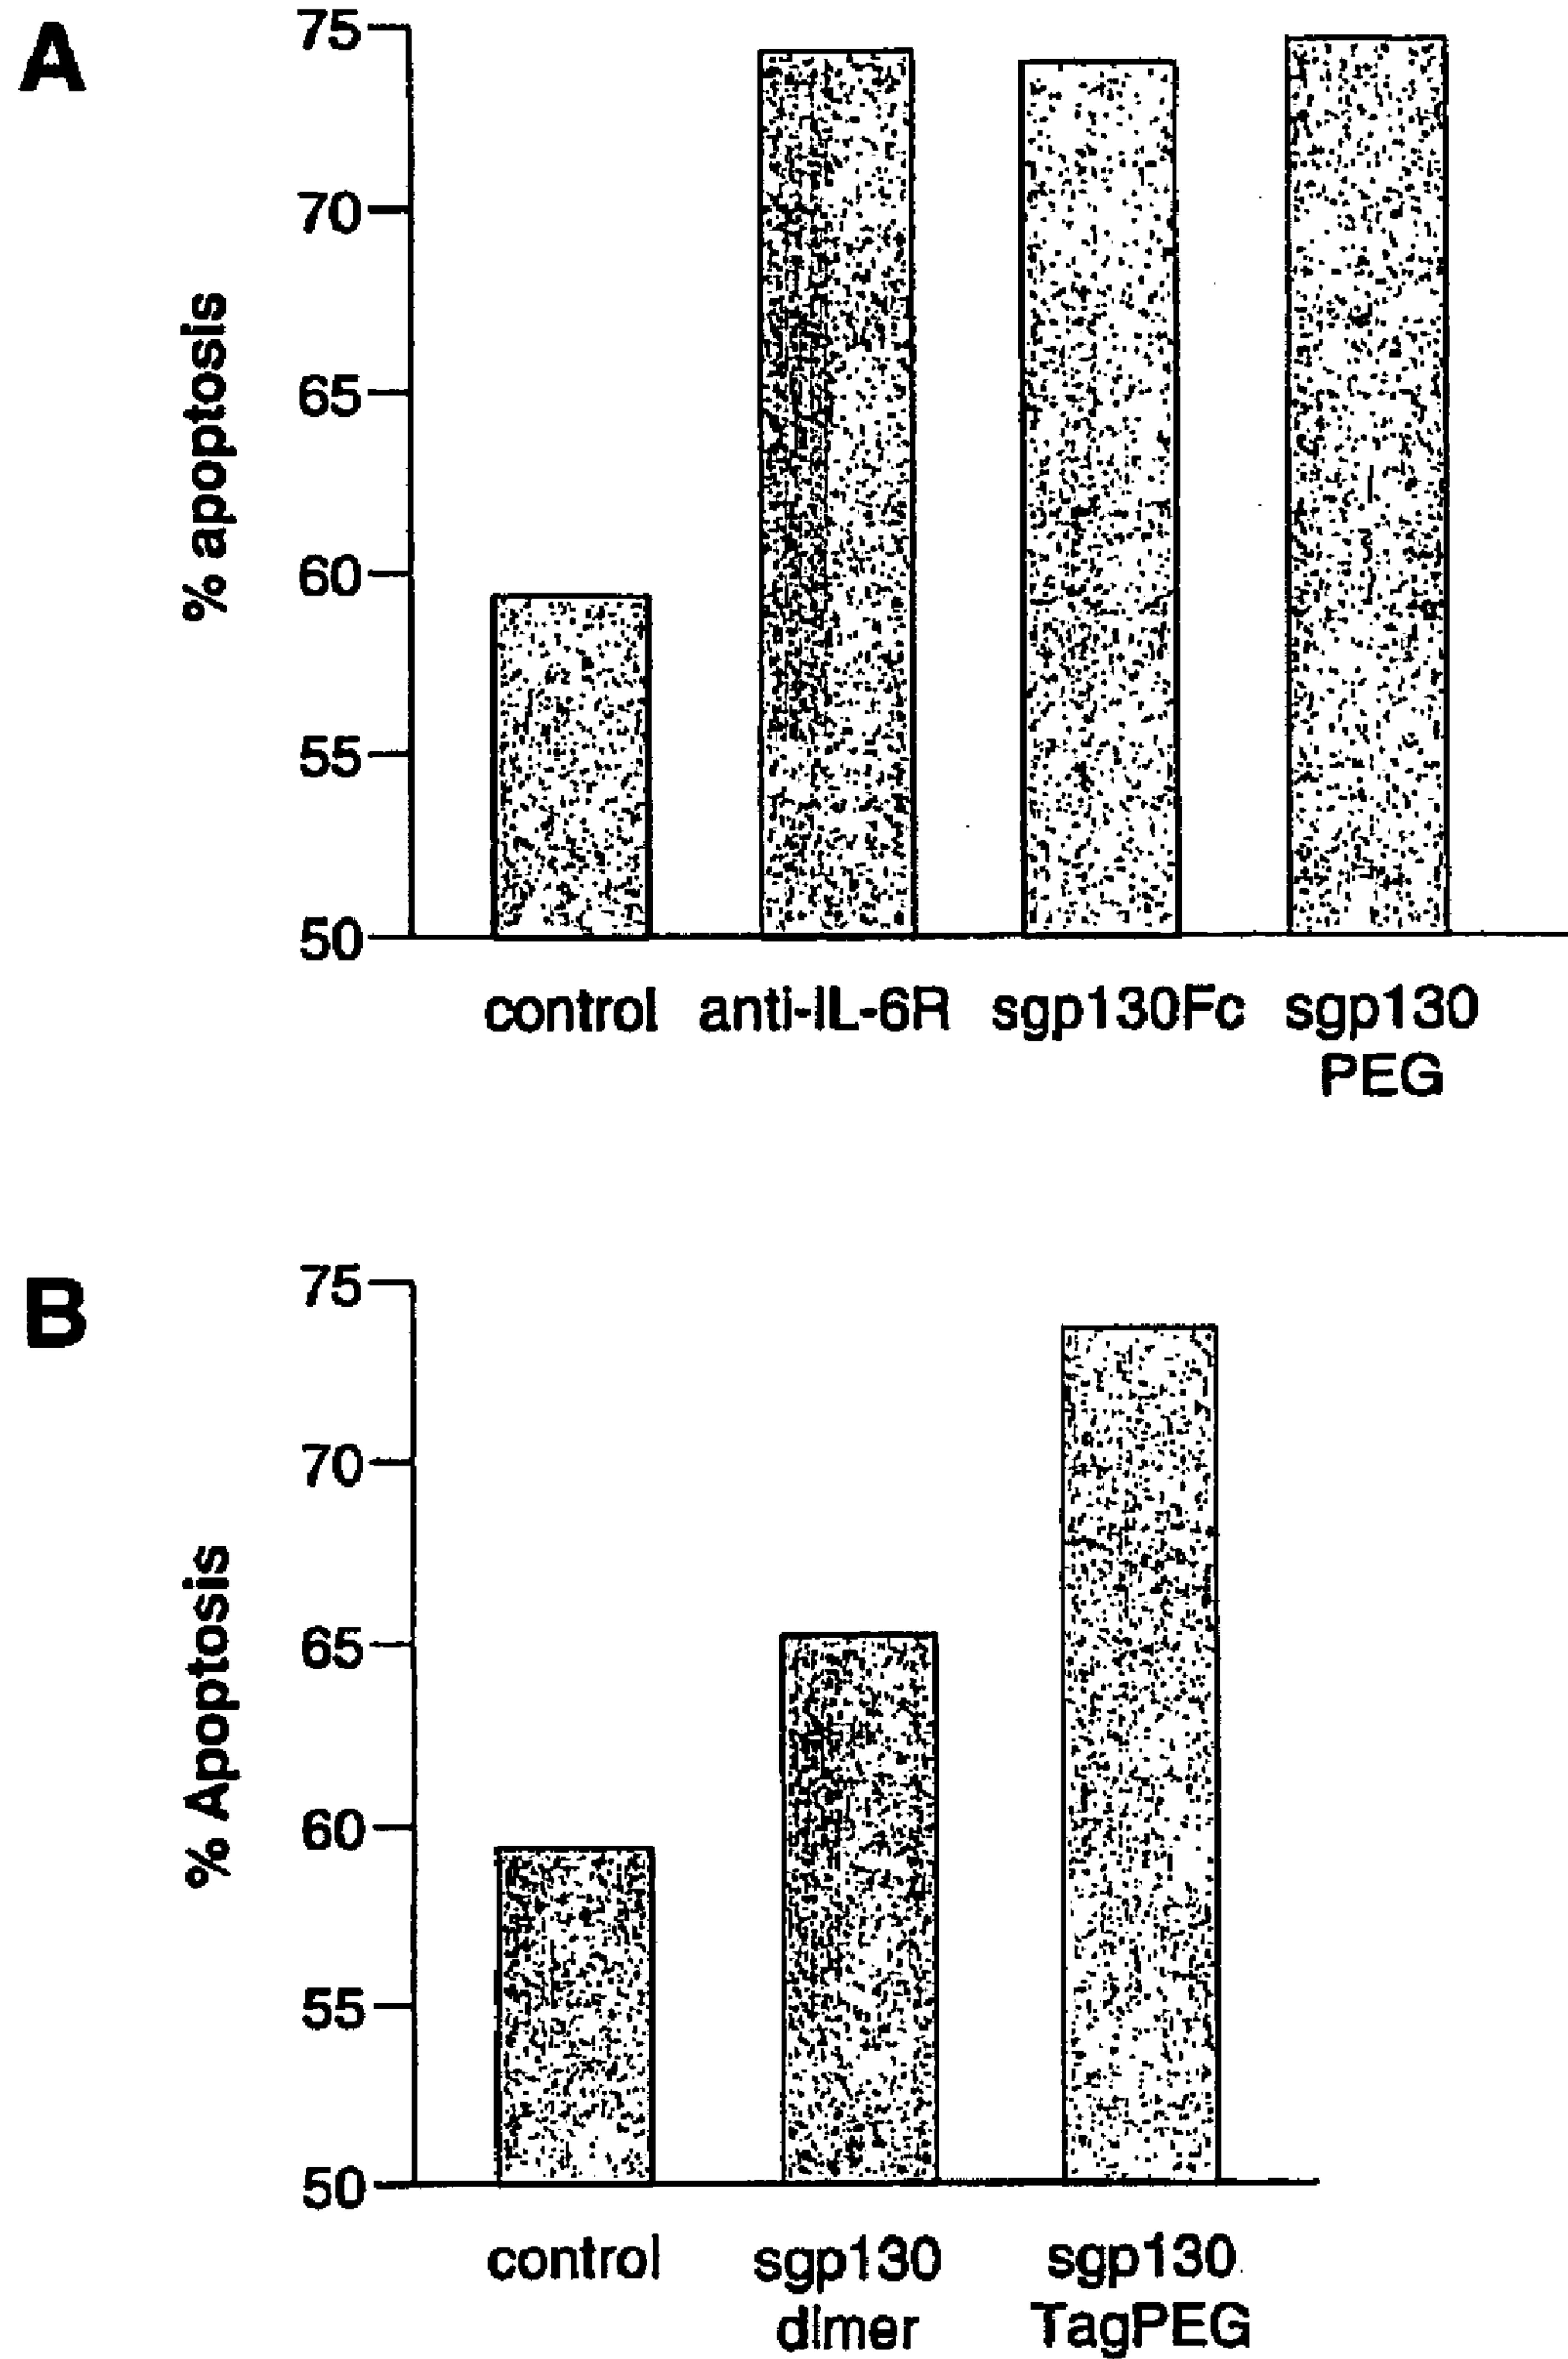 A
75
70
65
60
55
50
% apoptosis
control anti-IL-6R sgp130Fc sgp130
PEG
B
75
70
65
60
55
50
% Apoptosis
control sgp130 sgp130
dimer TagPEG